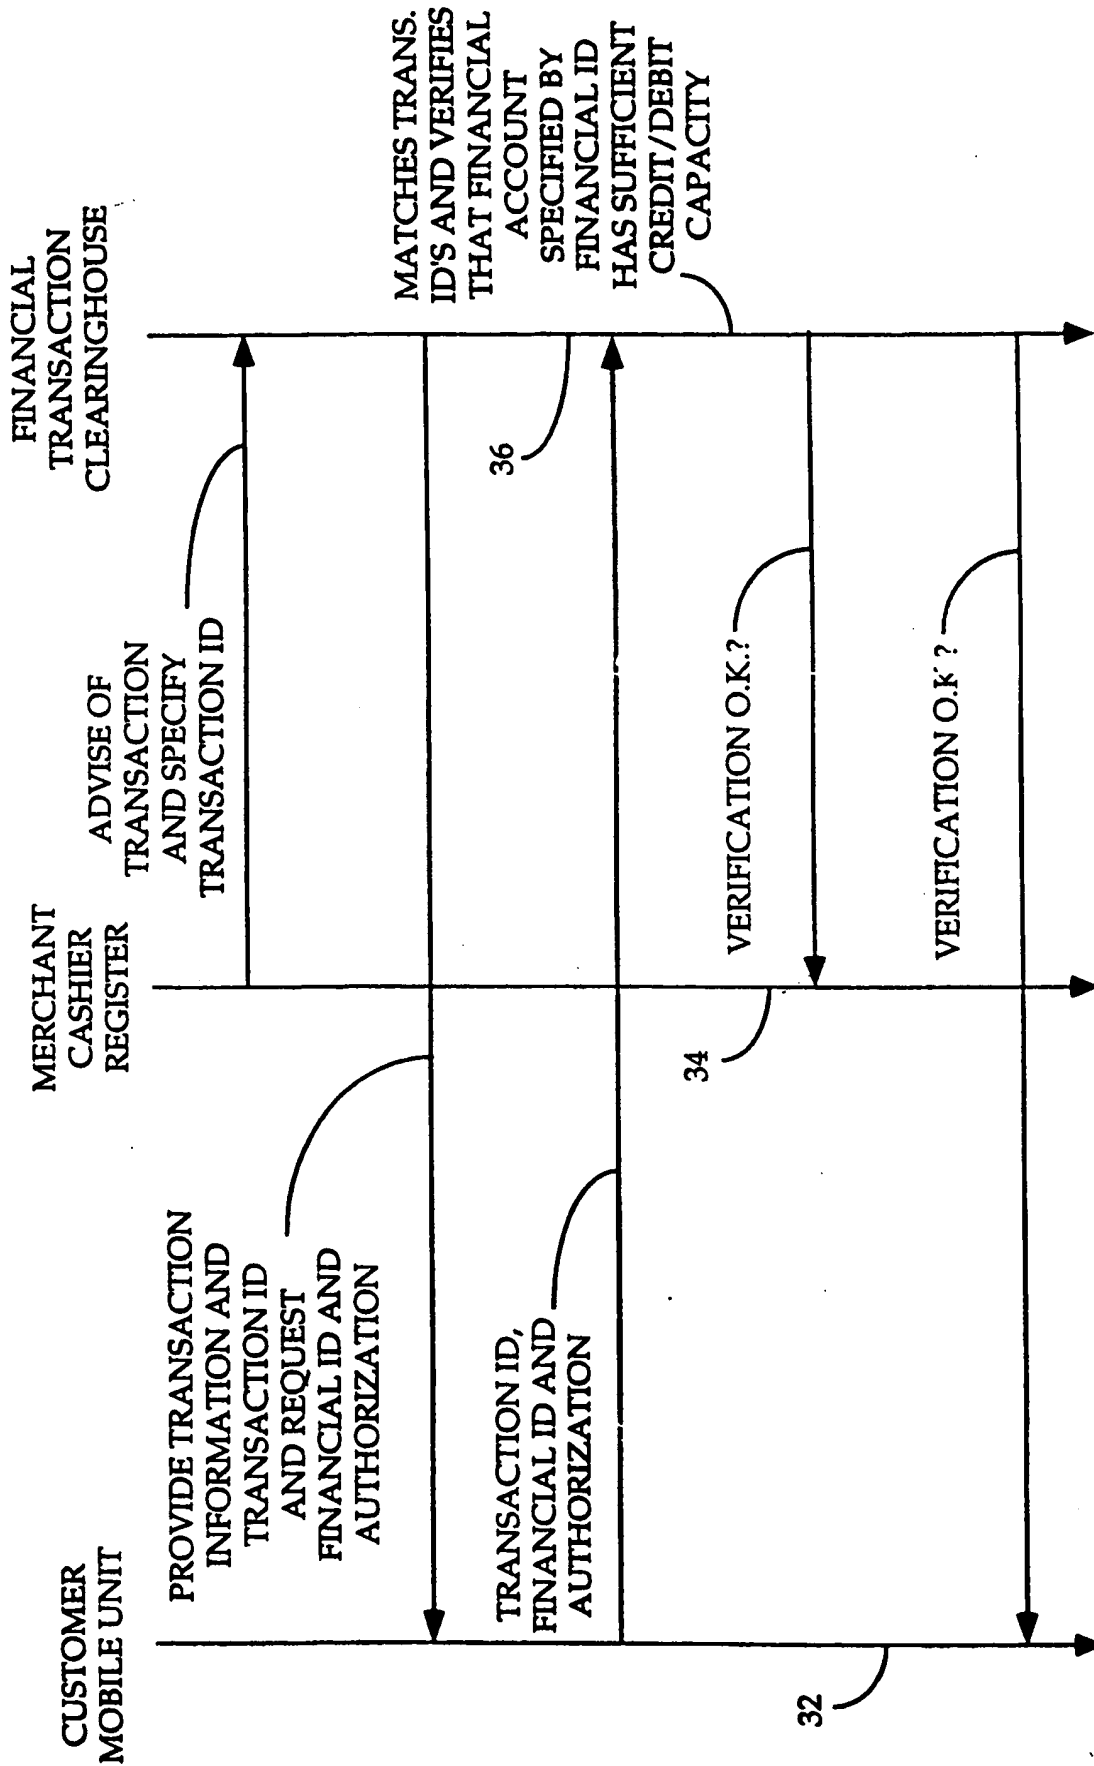 CUSTOMER
MOBILE UNIT
MERCHANT
CASHIER
REGISTER
FINANCIAL
TRANSACTION
CLEARINGHOUSE
ADVISE OF
TRANSACTION
AND SPECIFY
TRANSACTION ID
PROVIDE TRANSACTION
INFORMATION AND
TRANSACTION ID
AND REQUEST
FINANCIAL ID AND
AUTHORIZATION
36
TRANSACTION ID,
FINANCIAL ID AND
AUTHORIZATION
MATCHES TRANS.
ID'S AND VERIFIES
THAT FINANCIAL
ACCOUNT
SPECIFIED BY
FINANCIAL ID
HAS SUFFICIENT
CREDIT/DEBIT
CAPACITY
34
VERIFICATION O.K.?
32
VERIFICATION O.K ?